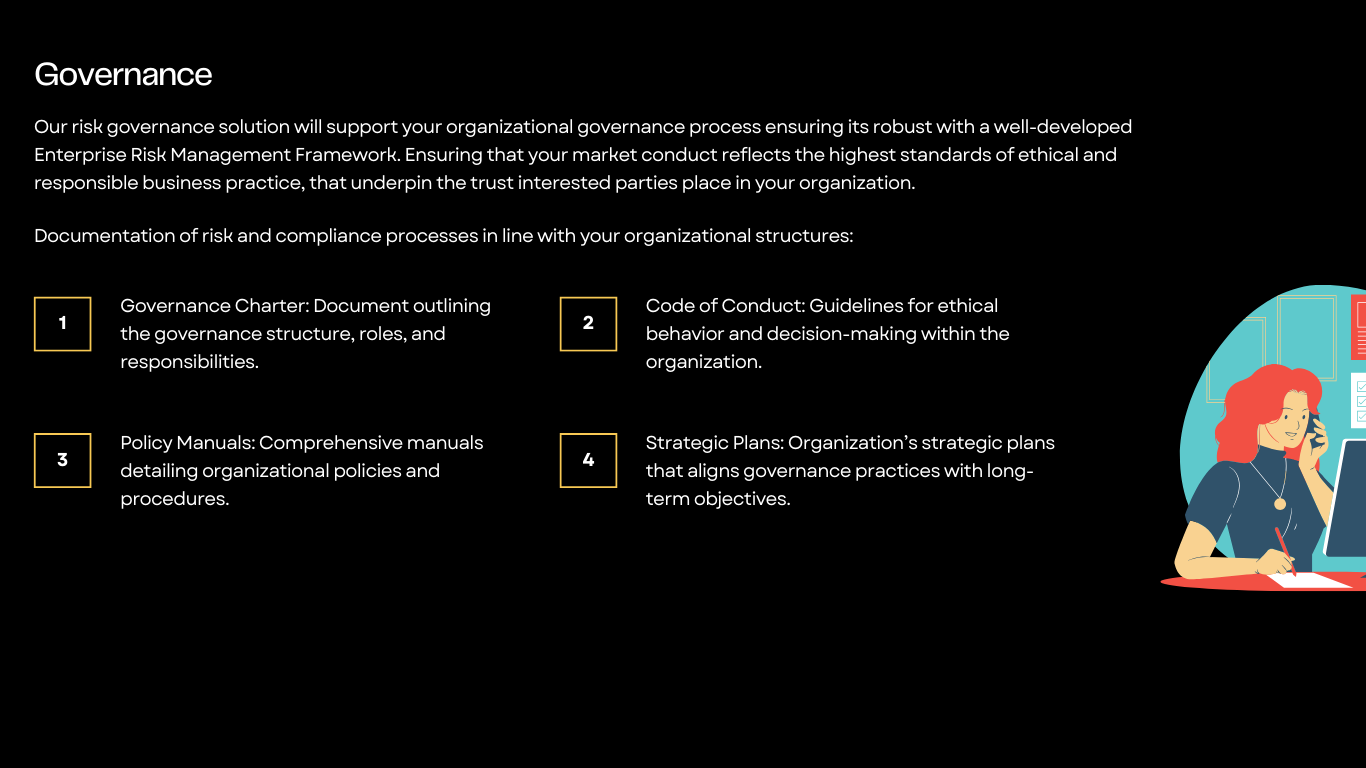 Governance
Our risk governance solution will support your organizational governance process ensuring its robust with a well-developed
Enterprise Risk Management Framework. Ensuring that your market conduct reflects the highest standards of ethical and
responsible business practice, that underpin the trust interested parties place in your organization.
Documentation of risk and compliance processes in line with your organizational structures:
1
Governance Charter: Document outlining
the governance structure, roles, and
responsibilities.
2
Code of Conduct: Guidelines for ethical
behavior and decision-making within the
organization.
3
Policy Manuals: Comprehensive manuals
detailing organizational policies and
procedures.
4
Strategic Plans: Organization’s strategic plans
that aligns governance practices with long-
term objectives.